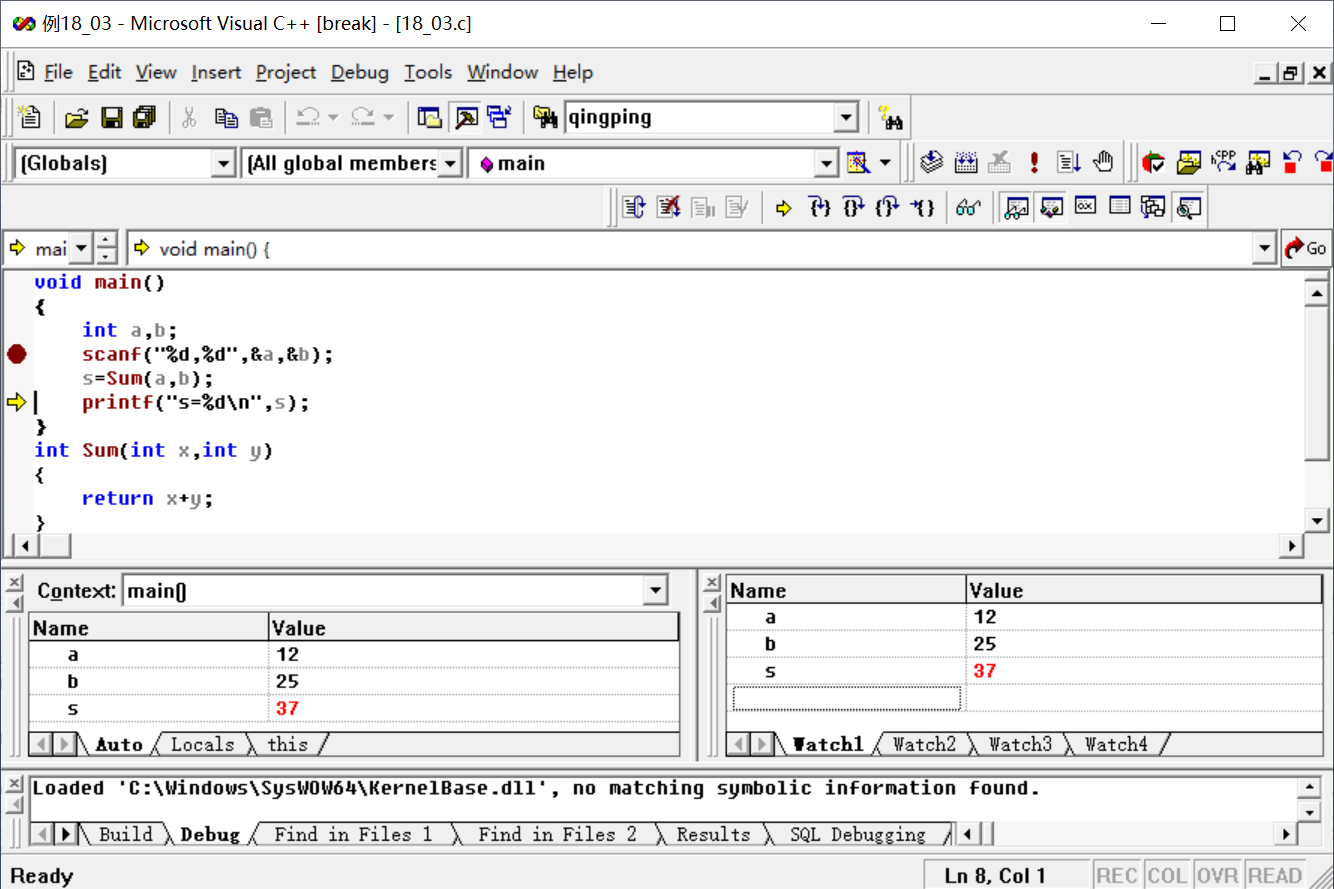 例18_03 - Microsoft Visual C++ [break] - [18_03.c]
File Edit View Insert Project Debug Tools Window Help
qingping
(Globals) (All global members main
mai void main() { Go
void main()
{
int a,b;
scanf("%d,%d",&a,&b);
s=Sum(a,b);
printf("s=%d\n",s);
}
int Sum(int x,int y)
{
return x+y;
}
Context: main()
Name Value
a 12
b 25
s 37
Auto Locals this
Name Value
a 12
b 25
s 37
Watch1 Watch2 Watch3 Watch4
Loaded 'C:\Windows\SysWOW64\KernelBase.dll', no matching symbolic information found.
Build Debug Find in Files 1 Find in Files 2 Results SQL Debugging
Ready Ln 8, Col 1 REC COL OVR READ